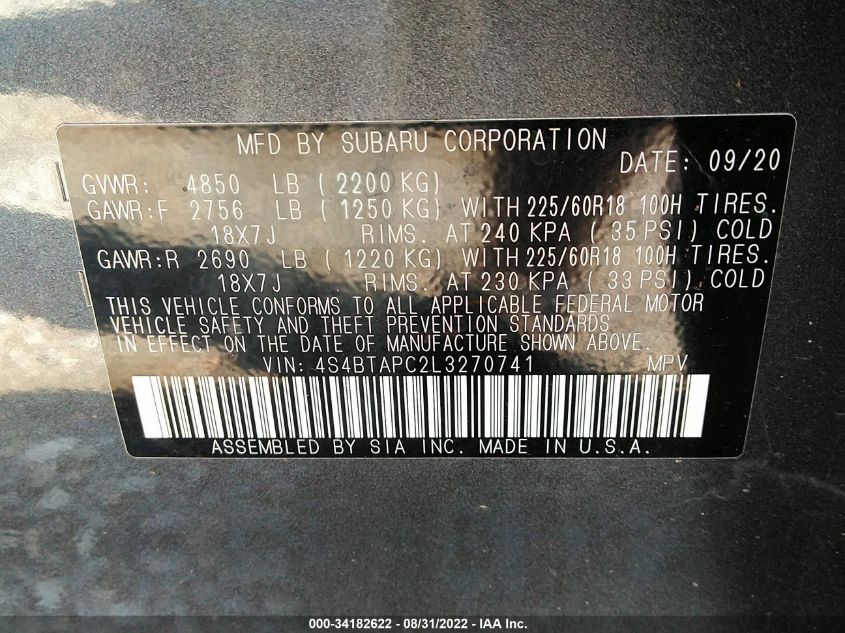 MFD BY SUBARU CORPORATION
DATE: 09/20
GVWR: 4850 LB ( 2200 KG)
GAWR:F 2756 LB ( 1250 KG) WITH 225/60R18 100H TIRES.
18X7J RIMS. AT 240 KPA ( 35 PSI) COLD
GAWR:R 2690 LB ( 1220 KG) WITH 225/60R18 100H TIRES.
18X7J RIMS. AT 230 KPA ( 33 PSI) COLD
THIS VEHICLE CONFORMS TO ALL APPLICABLE FEDERAL MOTOR
VEHICLE SAFETY AND THEFT PREVENTION STANDARDS
IN EFFECT ON THE DATE OF MANUFACTURE SHOWN ABOVE.
VIN: 4S4BTAPC2L3270741 MPV
ASSEMBLED BY SIA INC. MADE IN U.S.A.
000-34182622 - 08/31/2022 - IAA Inc.